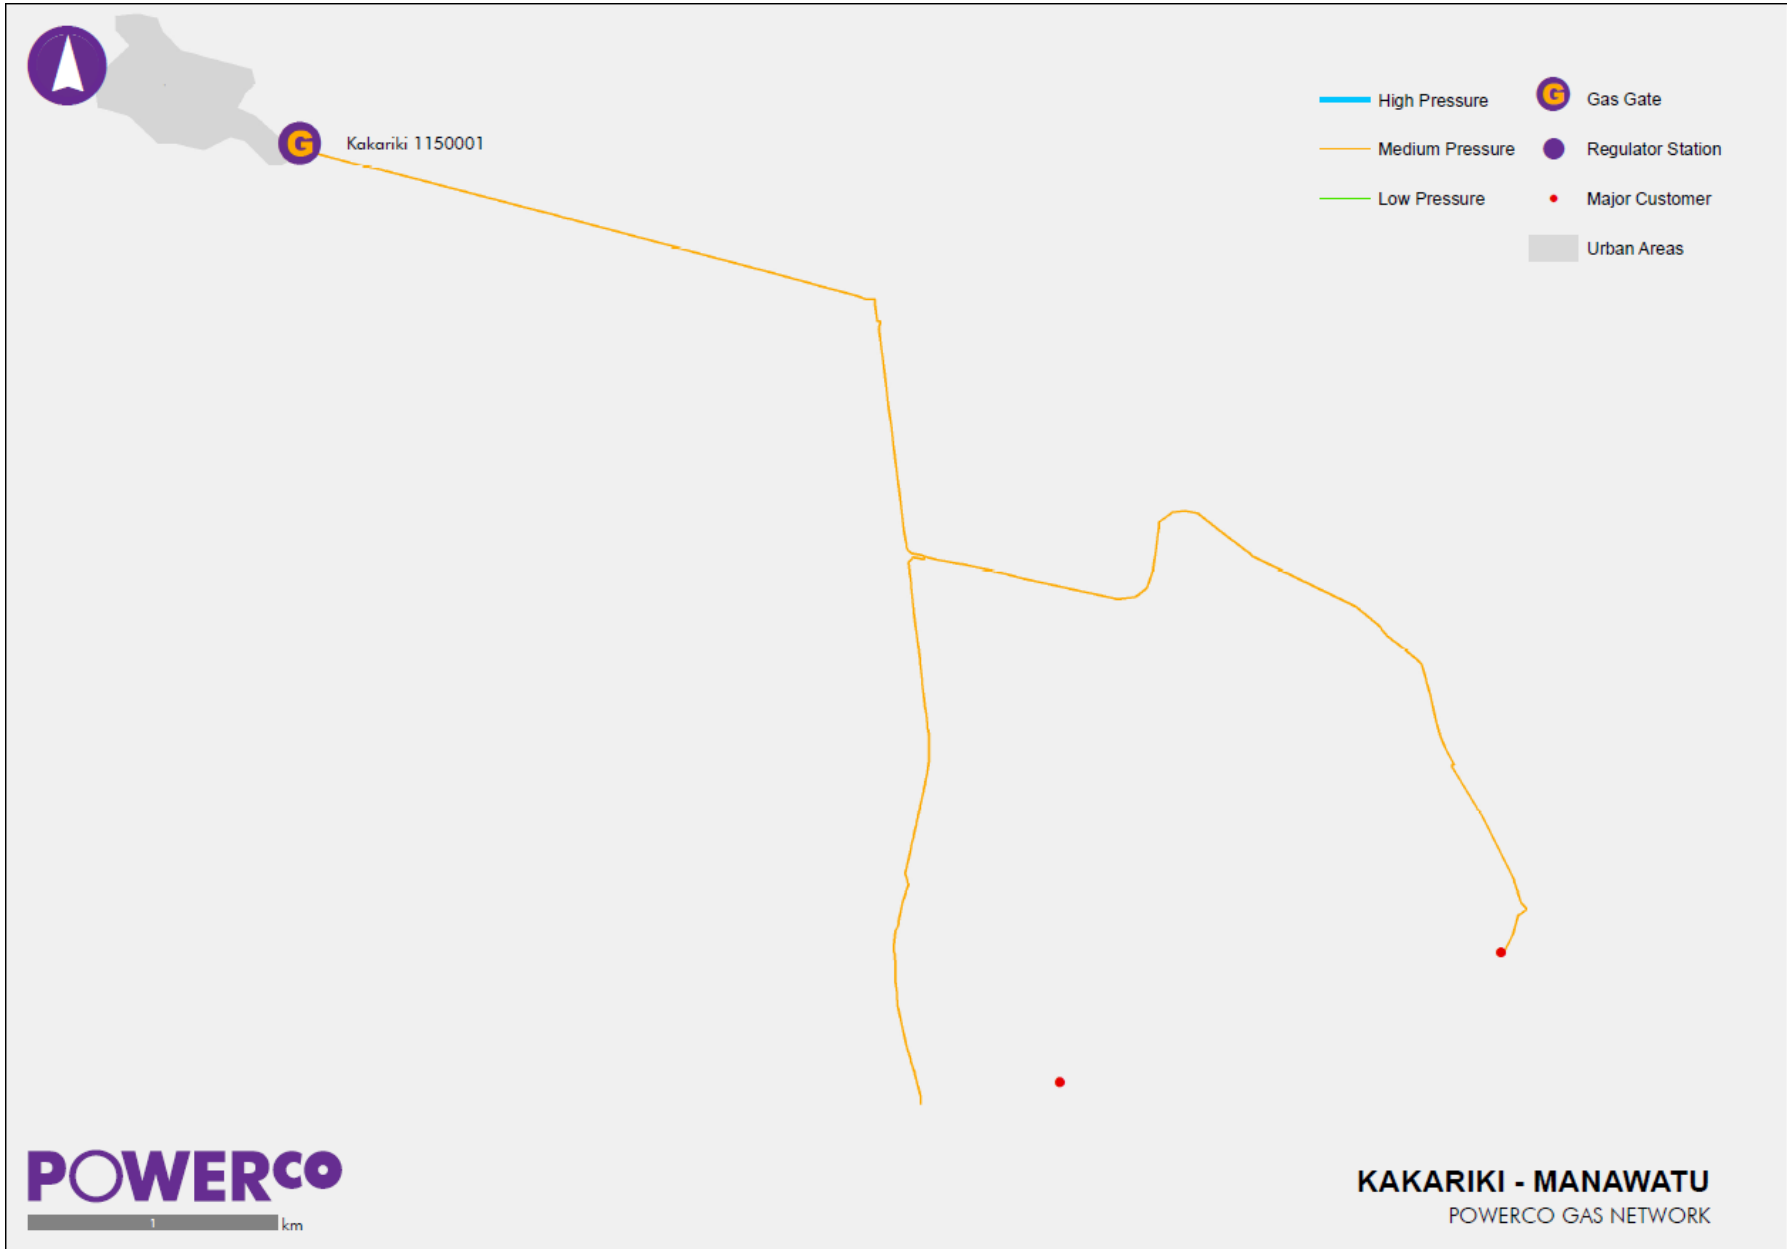 G
Kakariki 1150001
High Pressure
G
Gas Gate
Medium Pressure
Regulator Station
Low Pressure
Major Customer
Urban Areas
POWERCO
1 km
KAKARIKI - MANAWATU
POWERCO GAS NETWORK